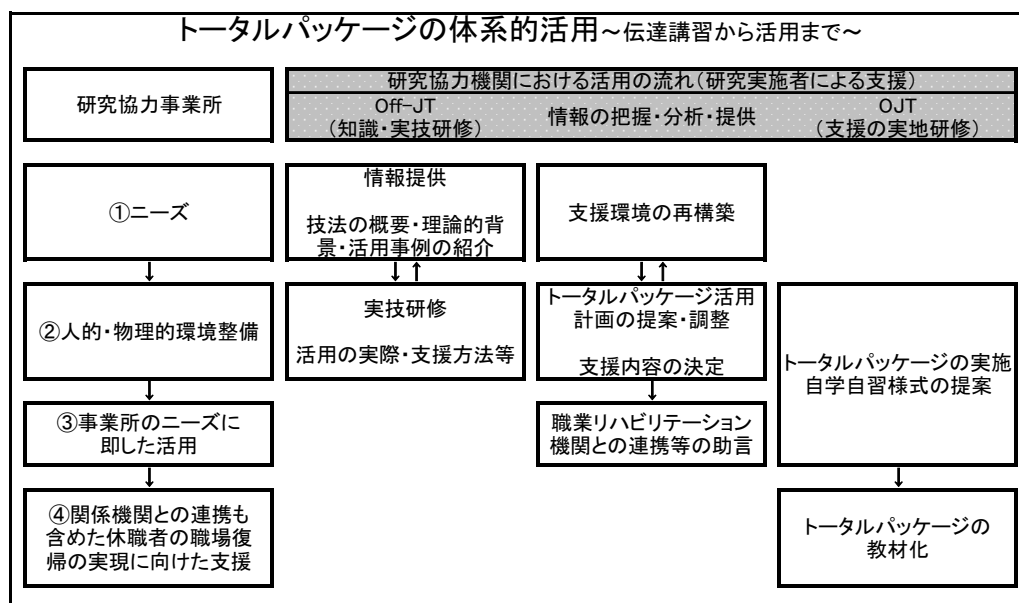 トータルパッケージの体系的活用～伝達講習から活用まで～
研究協力事業所
研究協力機関における活用の流れ（研究実施者による支援）
Off-JT
（知識・実技研修）
情報の把握・分析・提供
OJT
（支援の実地研修）
①ニーズ
↓
②人的・物理的環境整備
↓
③事業所のニーズに
即した活用
↓
④関係機関との連携も
含めた休職者の職場復
帰の実現に向けた支援
情報提供
技法の概要・理論的背
景・活用事例の紹介
↓↑
実技研修
活用の実際・支援方法等
支援環境の再構築
↓↑
トータルパッケージ活用
計画の提案・調整
支援内容の決定
↓
職業リハビリテーション
機関との連携等の助言
トータルパッケージの実施
自学自習様式の提案
↓
トータルパッケージの
教材化